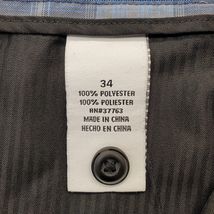 34
100% POLYESTER
100% POLIESTER
RN#37763
MADE IN CHINA
HECHO EN CHINA